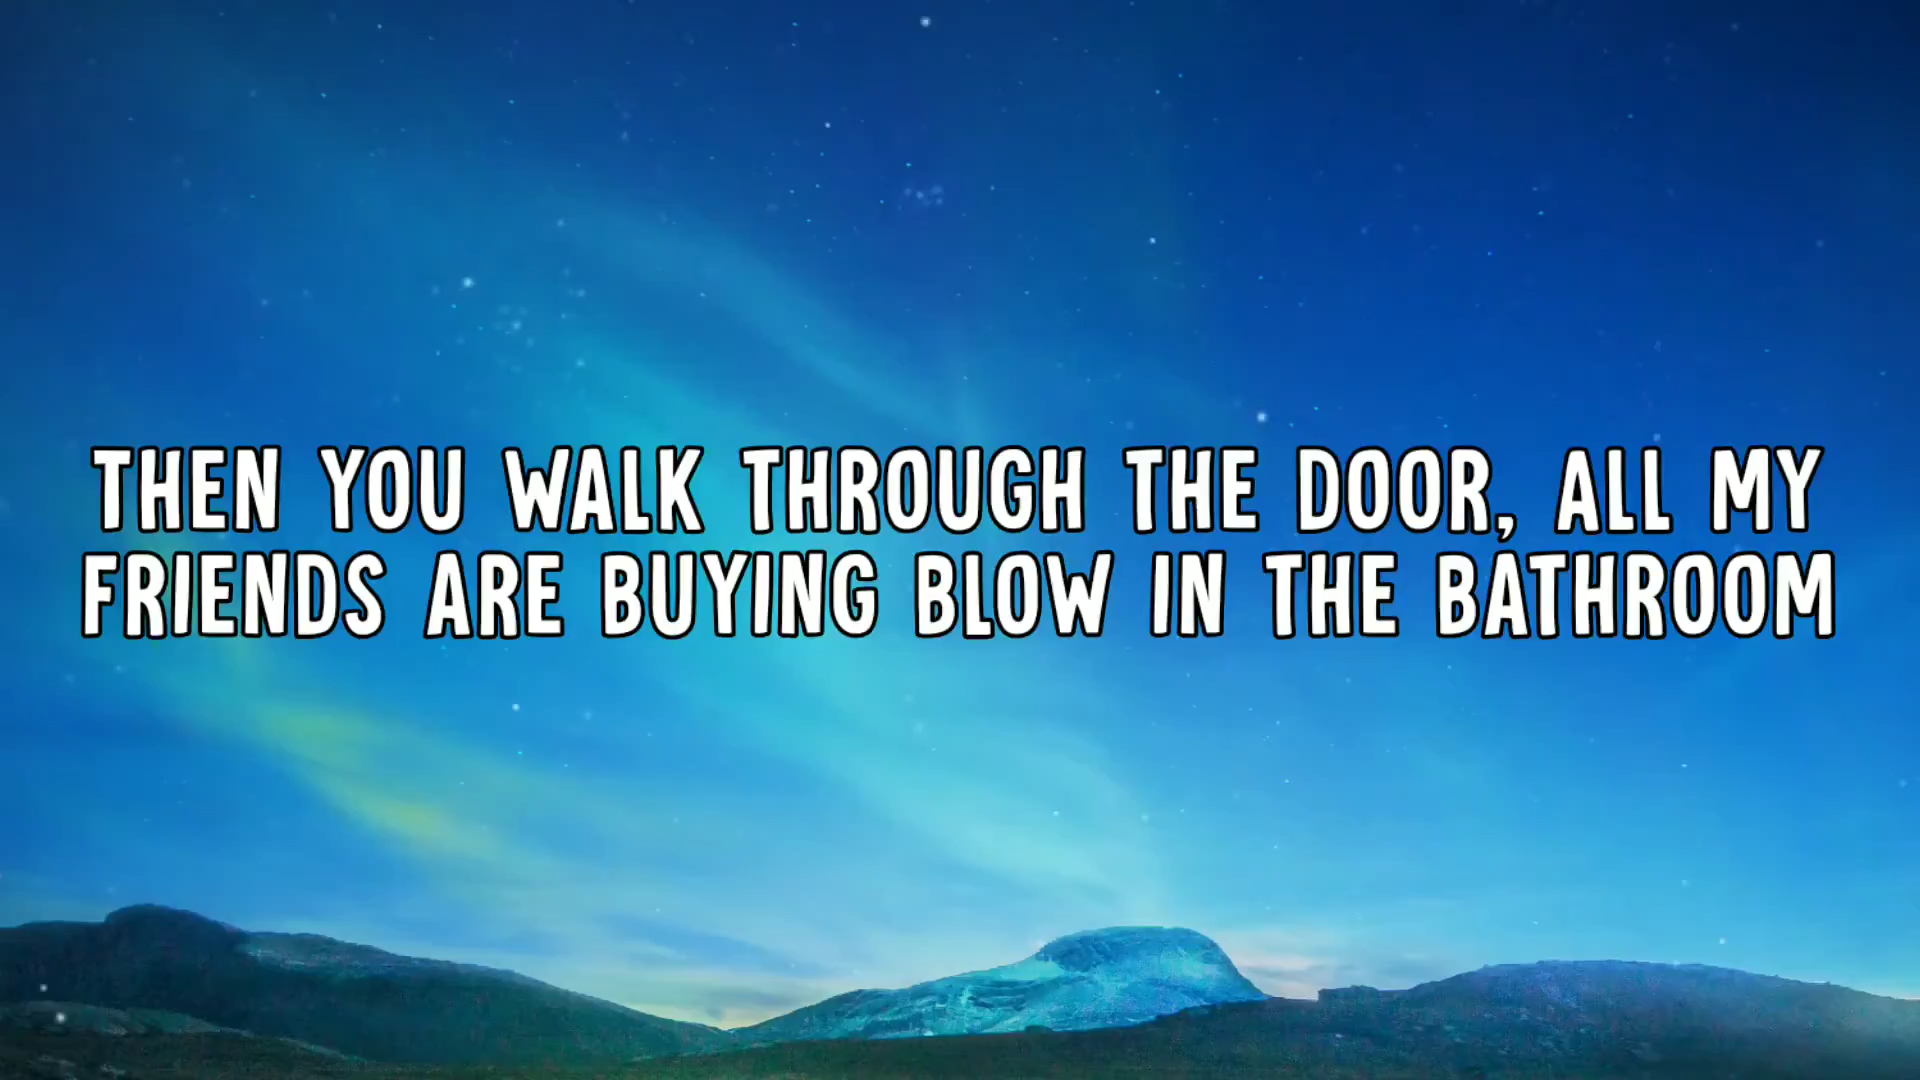 THEN YOU WALK THROUGH THE DOOR, ALL MY
FRIENDS ARE BUYING BLOW IN THE BATHROOM